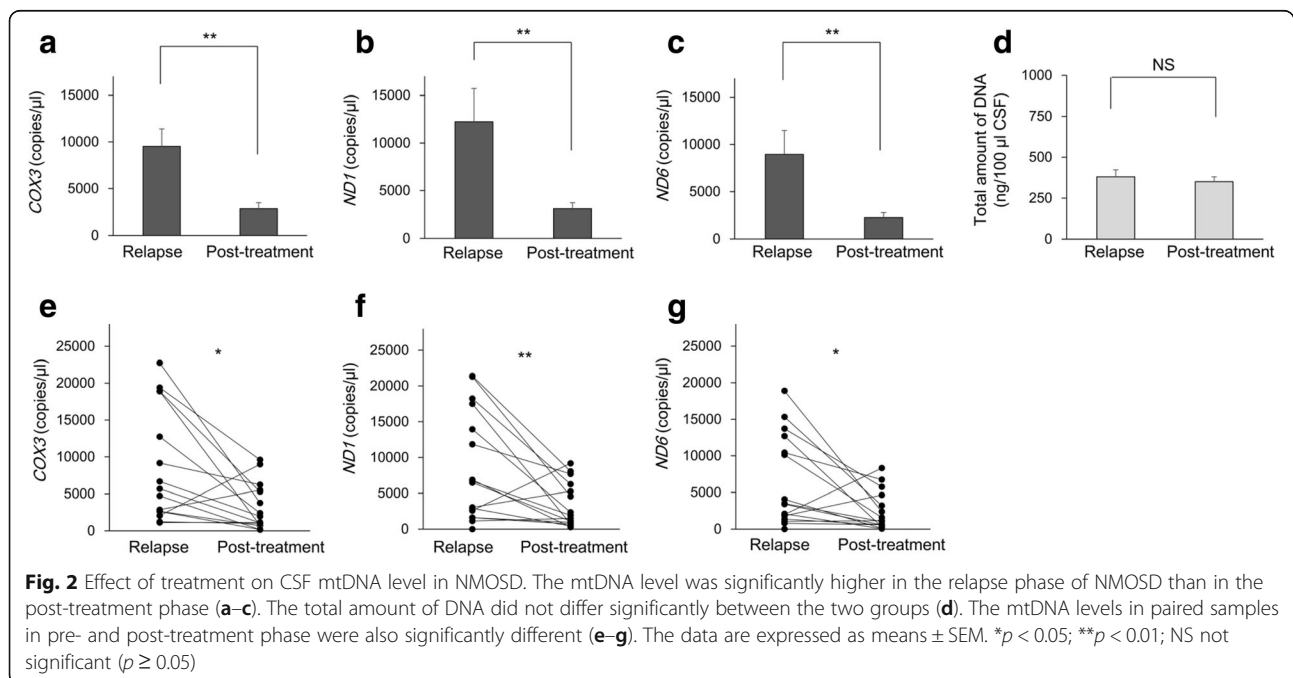 a
**
COX3 (copies/µl)
15000
10000
5000
0
Relapse
Post-treatment
b
**
ND1 (copies/µl)
15000
10000
5000
0
Relapse
Post-treatment
c
**
ND6 (copies/µl)
15000
10000
5000
0
Relapse
Post-treatment
d
NS
Total amount of DNA
(ng/100 µl CSF)
1000
750
500
250
0
Relapse
Post-treatment
e
*
COX3 (copies/µl)
25000
20000
15000
10000
5000
0
Relapse
Post-treatment
f
**
ND1 (copies/µl)
25000
20000
15000
10000
5000
0
Relapse
Post-treatment
g
*
ND6 (copies/µl)
25000
20000
15000
10000
5000
0
Relapse
Post-treatment
Fig. 2 Effect of treatment on CSF mtDNA level in NMOSD. The mtDNA level was significantly higher in the relapse phase of NMOSD than in the
post-treatment phase (a–c). The total amount of DNA did not differ significantly between the two groups (d). The mtDNA levels in paired samples
in pre- and post-treatment phase were also significantly different (e–g). The data are expressed as means ± SEM. *p < 0.05; **p < 0.01; NS not
significant (p ≥ 0.05)